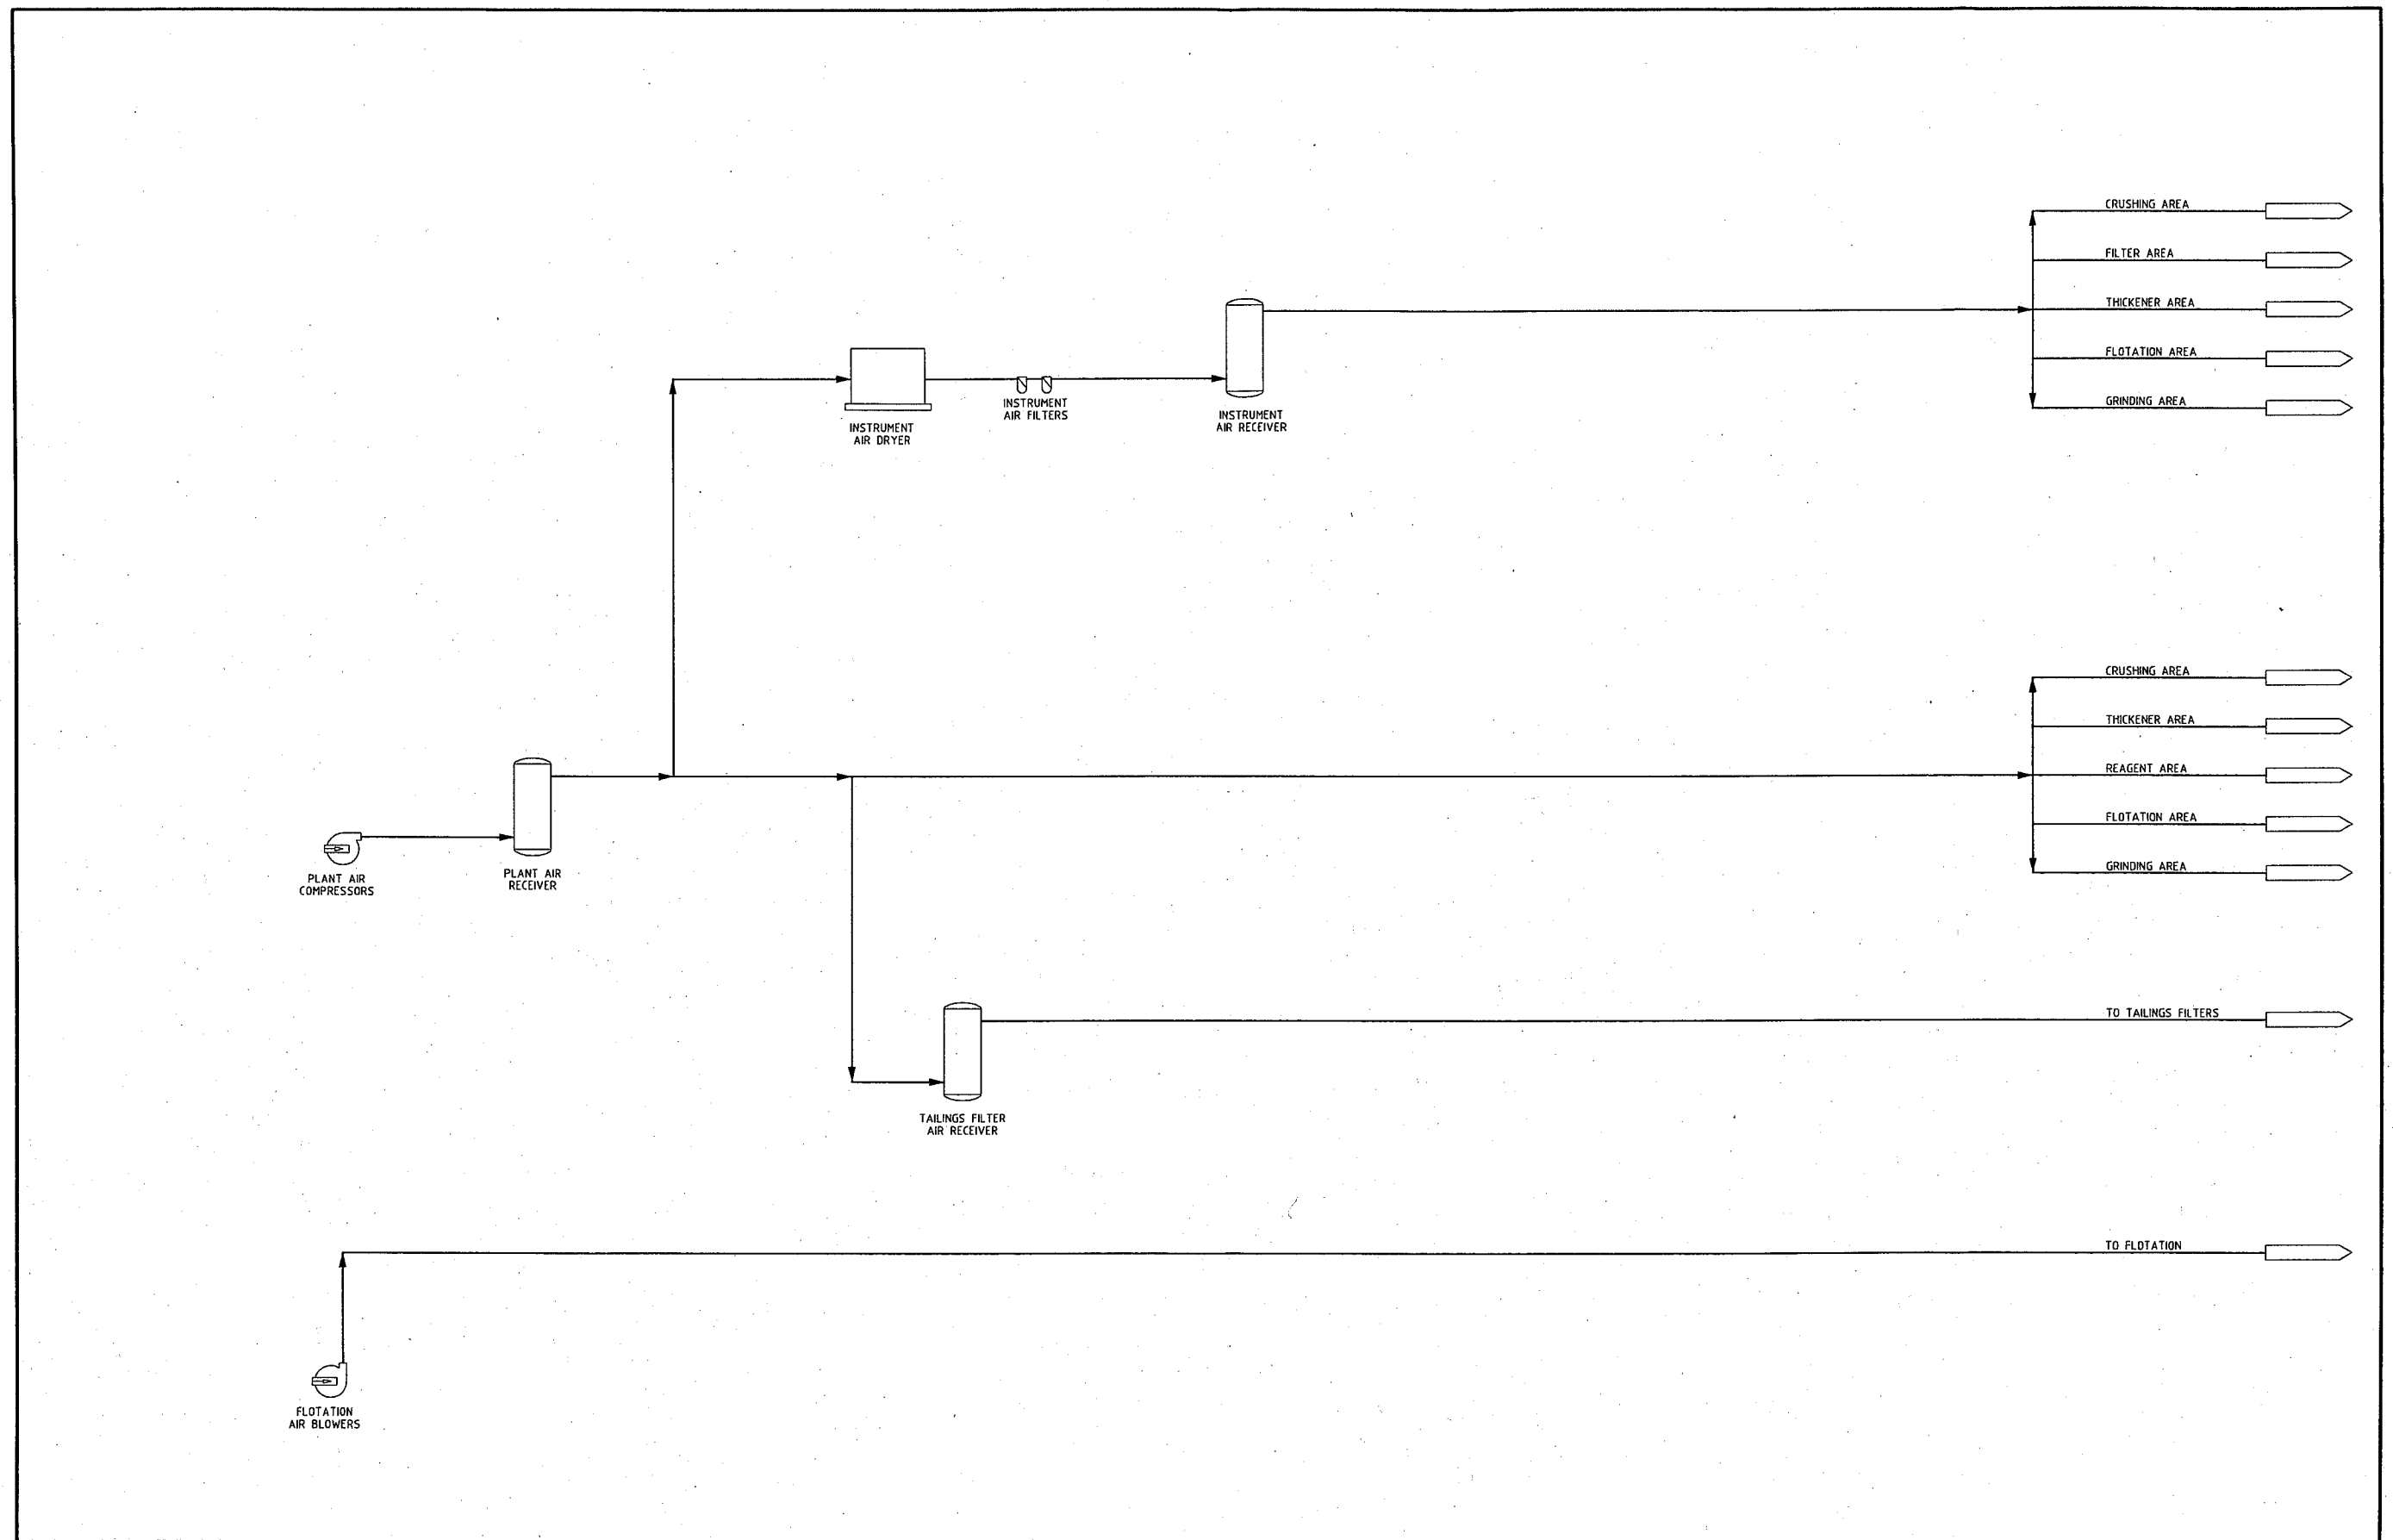 CRUSHING AREA
FILTER AREA
THICKENER AREA
FLOTATION AREA
GRINDING AREA
INSTRUMENT
AIR DRYER
INSTRUMENT
AIR FILTERS
INSTRUMENT
AIR RECEIVER
CRUSHING AREA
THICKENER AREA
REAGENT AREA
FLOTATION AREA
GRINDING AREA
PLANT AIR
COMPRESSORS
PLANT AIR
RECEIVER
TO TAILINGS FILTERS
TAILINGS FILTER
AIR RECEIVER
TO FLOTATION
FLOTATION
AIR BLOWERS